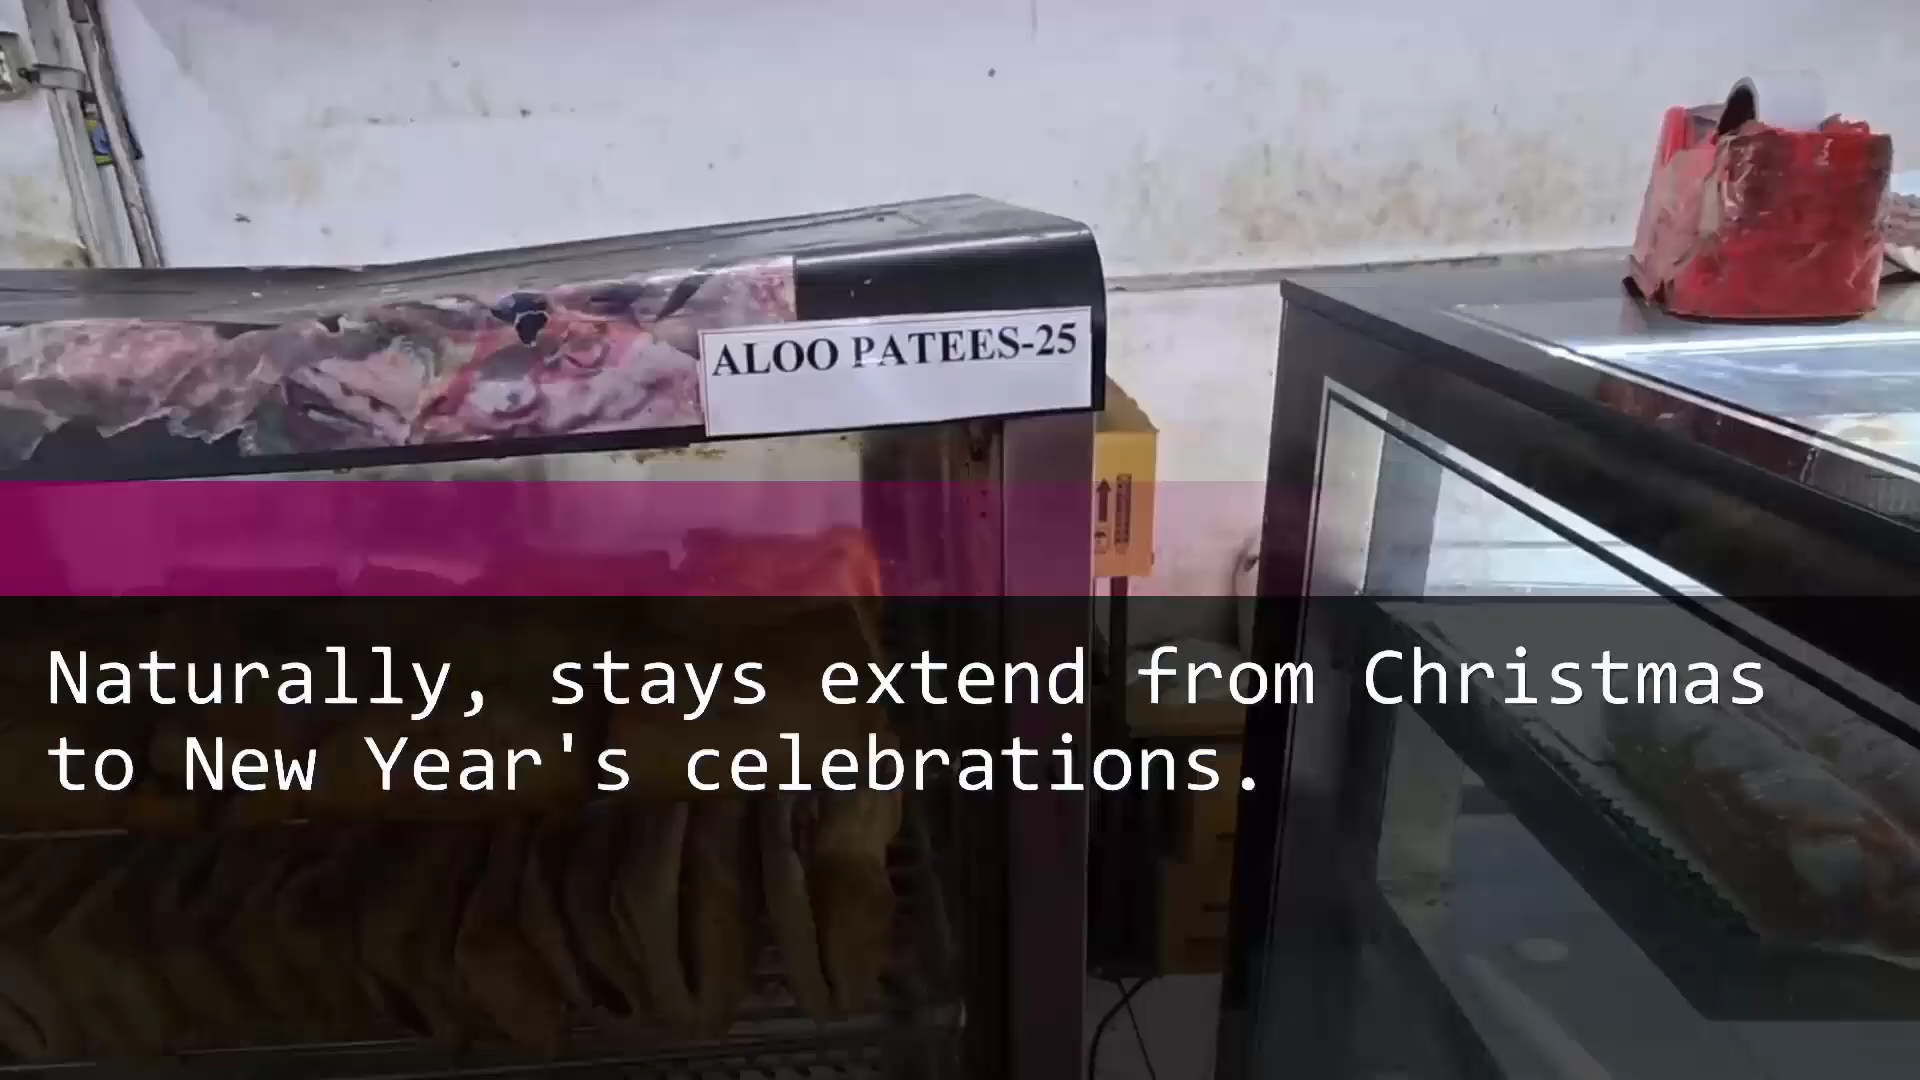 ALOO PATEES-25
Naturally, stays extend from Christmas
to New Year's celebrations.